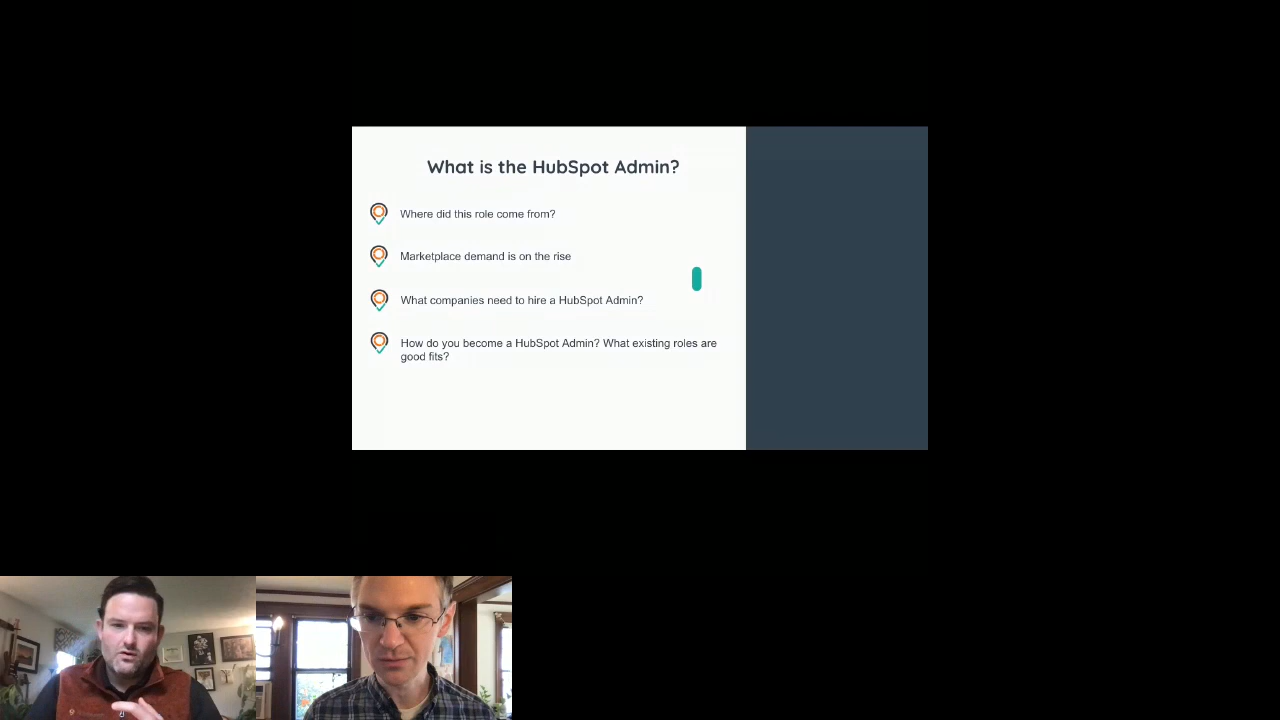 What is the HubSpot Admin?
Where did this role come from?
Marketplace demand is on the rise
What companies need to hire a HubSpot Admin?
How do you become a HubSpot Admin? What existing roles are
good fits?